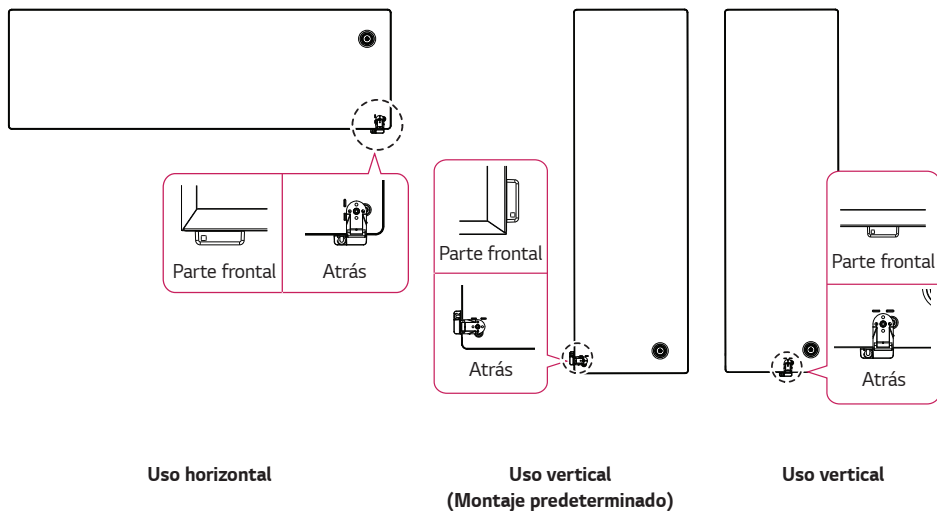 Parte frontal
Atrás
Parte frontal
Atrás
Parte frontal
Atrás
Uso horizontal
Uso vertical
(Montaje predeterminado)
Uso vertical